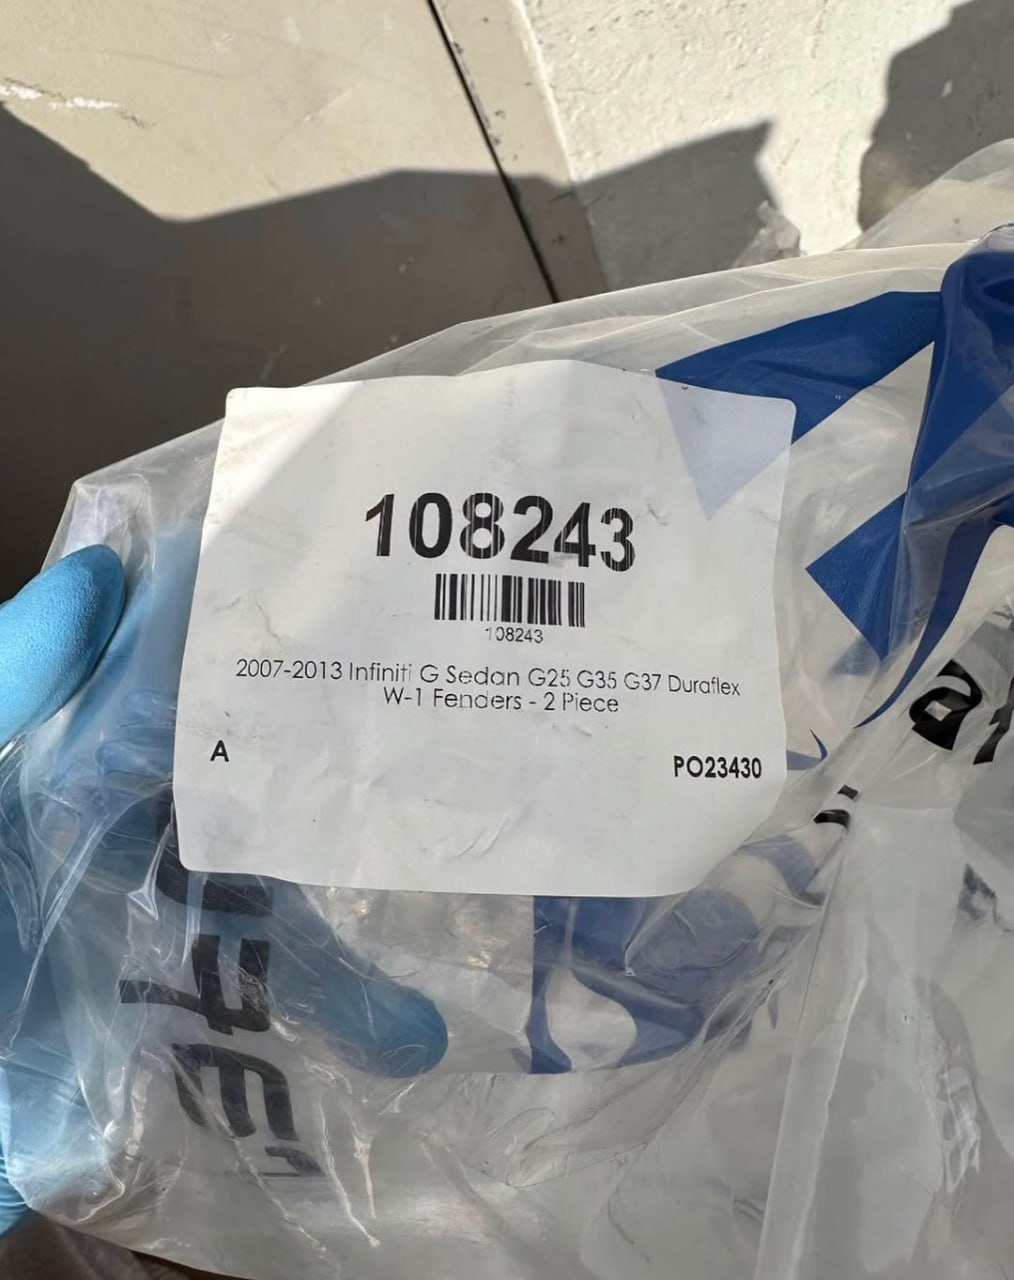 108243
108243
2007-2013 Infiniti G Sedan G25 G35 G37 Duraflex
W-1 Fenders - 2 Piece
A
PO23430